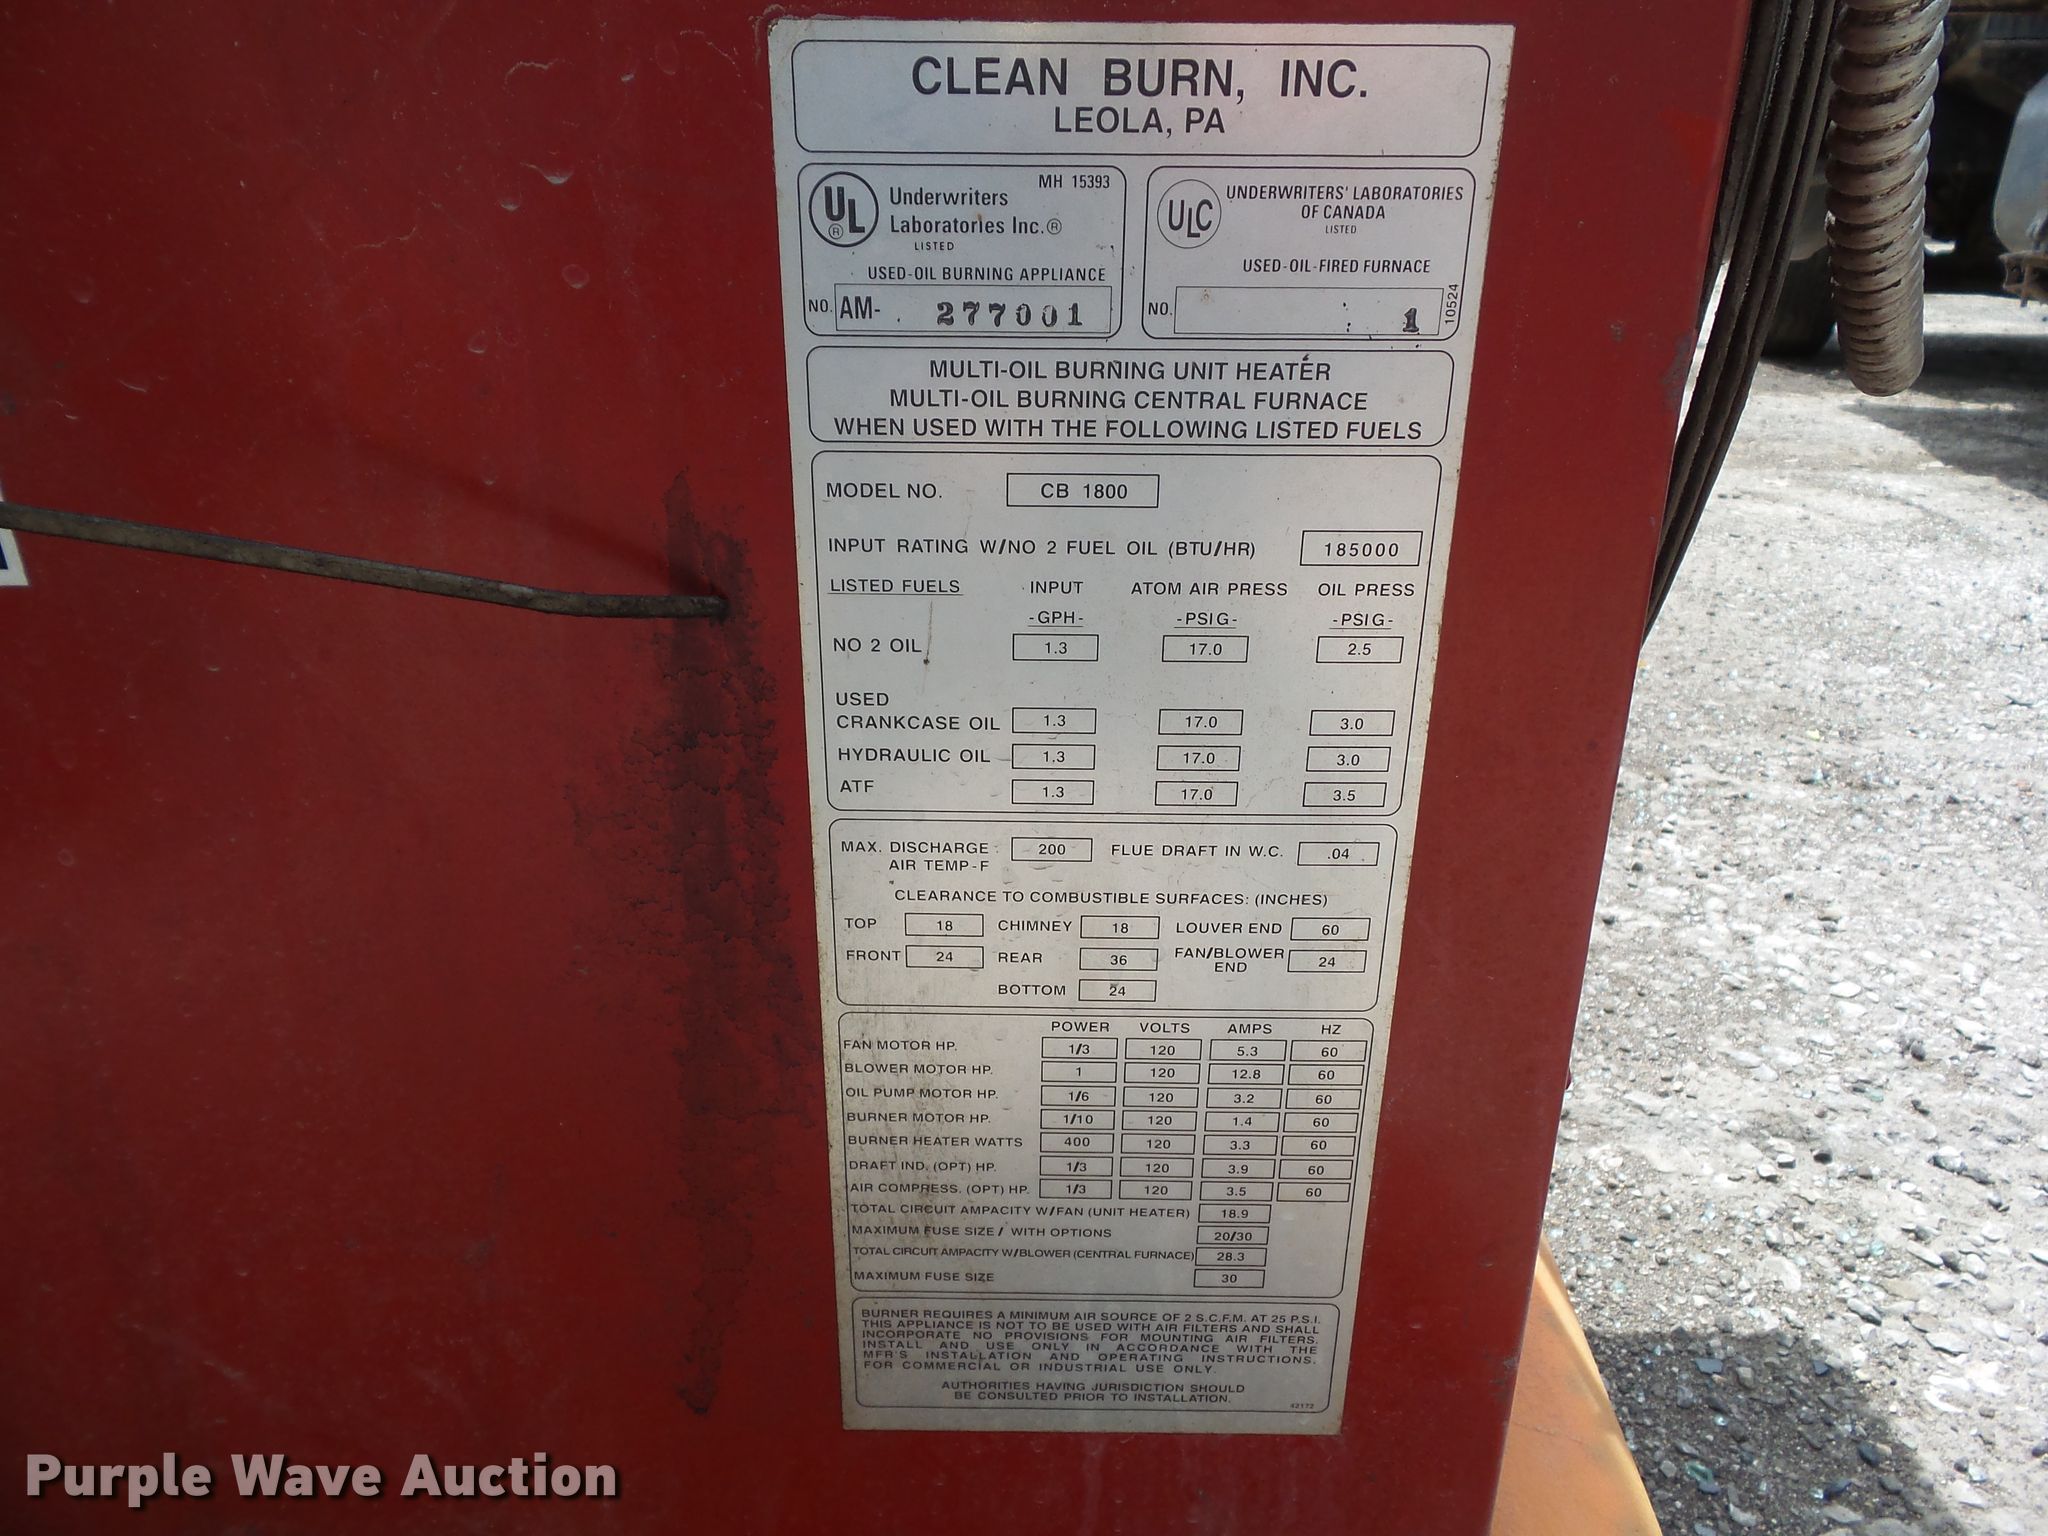 CLEAN BURN, INC.
LEOLA, PA
UL ® Underwriters MH 15393
Laboratories Inc.®
LISTED
USED-OIL BURNING APPLIANCE
NO. AM- 277001
ULC UNDERWRITERS' LABORATORIES
OF CANADA
LISTED
USED-OIL-FIRED FURNACE
NO. 1
10524
MULTI-OIL BURNING UNIT HEATER
MULTI-OIL BURNING CENTRAL FURNACE
WHEN USED WITH THE FOLLOWING LISTED FUELS
MODEL NO. CB 1800
INPUT RATING W/NO 2 FUEL OIL (BTU/HR) 185000
LISTED FUELS INPUT ATOM AIR PRESS OIL PRESS
-GPH- -PSIG- -PSIG-
NO 2 OIL 1.3 17.0 2.5
USED
CRANKCASE OIL 1.3 17.0 3.0
HYDRAULIC OIL 1.3 17.0 3.0
ATF 1.3 17.0 3.5
MAX. DISCHARGE 200 FLUE DRAFT IN W.C. .04
AIR TEMP-F
CLEARANCE TO COMBUSTIBLE SURFACES: (INCHES)
TOP 18 CHIMNEY 18 LOUVER END 60
FRONT 24 REAR 36 FAN/BLOWER END 24
BOTTOM 24
POWER VOLTS AMPS HZ
FAN MOTOR HP. 1/3 120 5.3 60
BLOWER MOTOR HP. 1 120 12.8 60
OIL PUMP MOTOR HP. 1/6 120 3.2 60
BURNER MOTOR HP. 1/10 120 1.4 60
BURNER HEATER WATTS 400 120 3.3 60
DRAFT IND. (OPT) HP. 1/3 120 3.9 60
AIR COMPRESS. (OPT) HP. 1/3 120 3.5 60
TOTAL CIRCUIT AMPACITY W/FAN (UNIT HEATER) 18.9
MAXIMUM FUSE SIZE / WITH OPTIONS 20/30
TOTAL CIRCUIT AMPACITY W/BLOWER (CENTRAL FURNACE) 28.3
MAXIMUM FUSE SIZE 30
BURNER REQUIRES A MINIMUM AIR SOURCE OF 2 S.C.F.M. AT 25 P.S.I.
THIS APPLIANCE IS NOT TO BE USED WITH AIR FILTERS AND SHALL
INCORPORATE NO PROVISIONS FOR MOUNTING AIR FILTERS.
INSTALL AND USE ONLY IN ACCORDANCE WITH THE
MFR'S INSTALLATION AND OPERATING INSTRUCTIONS.
FOR COMMERCIAL OR INDUSTRIAL USE ONLY.
AUTHORITIES HAVING JURISDICTION SHOULD
BE CONSULTED PRIOR TO INSTALLATION.
42172
Purple Wave Auction